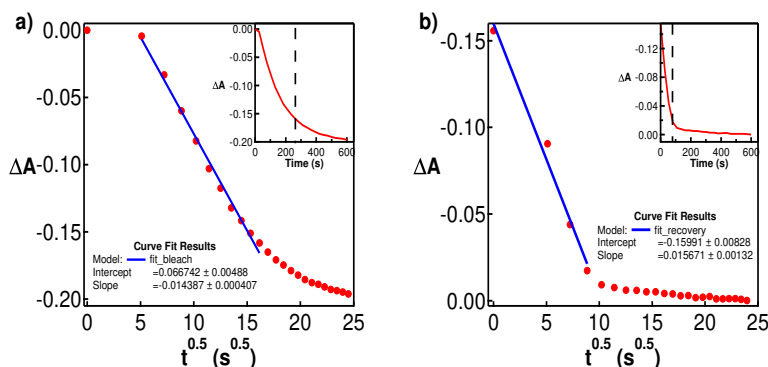 a)
0.00
-0.05
-0.10
-0.15
-0.20
ΔA
0
5
10
15
20
25
t^0.5 (s^0.5)
Curve Fit Results
Model: fit_bleach
Intercept =0.066742 ± 0.00488
Slope =-0.014387 ± 0.000407
0.00
-0.05
-0.10
-0.15
-0.20
ΔA
0
200
400
600
Time (s)
b)
-0.15
-0.10
-0.05
0.00
ΔA
0
5
10
15
20
25
t^0.5 (s^0.5)
Curve Fit Results
Model: fit_recovery
Intercept =-0.15991 ± 0.00828
Slope =0.015671 ± 0.00132
-0.12
-0.08
-0.04
0.00
ΔA
0
200
400
600
Time (s)